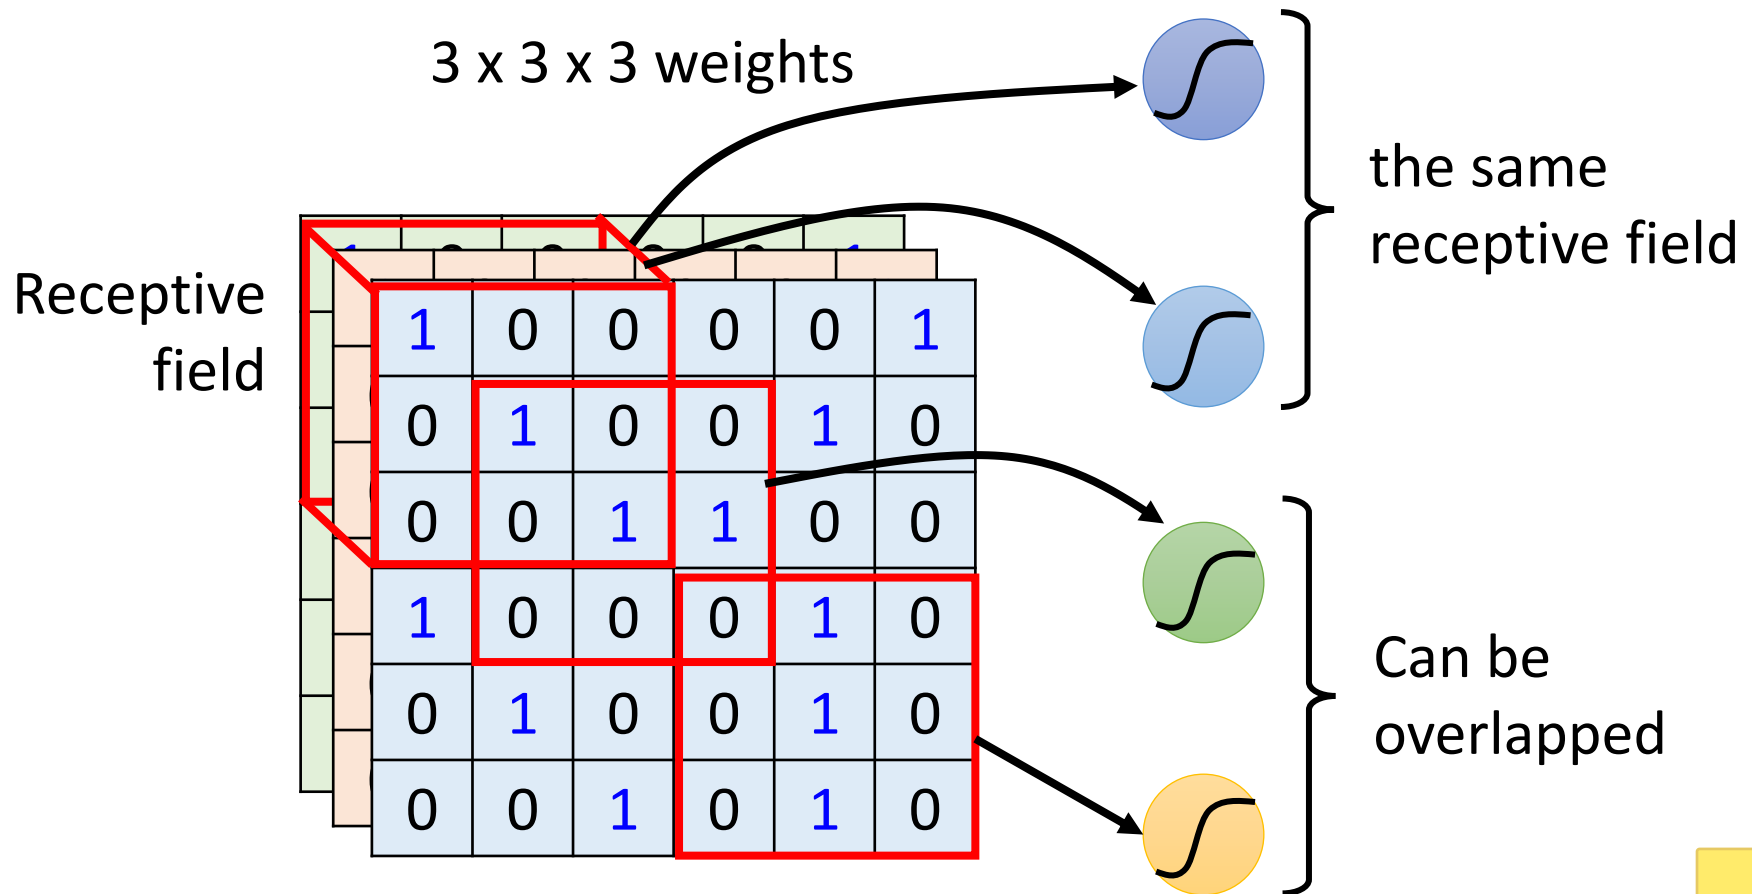 3 x 3 x 3 weights
the same
receptive field
Receptive
field
1 0 0 0 0 1
0 1 0 0 1 0
0 0 1 1 0 0
1 0 0 0 1 0
0 1 0 0 1 0
0 0 1 0 1 0
Can be
overlapped